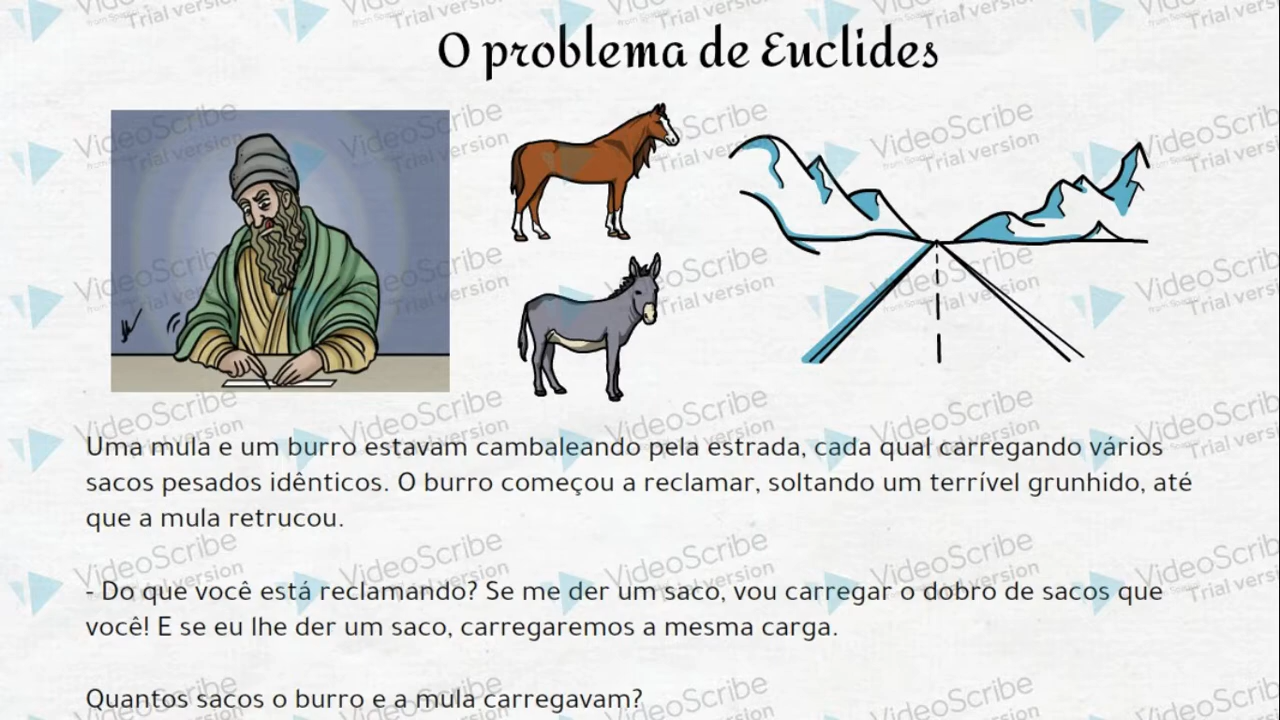 O problema de Euclides
Uma mula e um burro estavam cambaleando pela estrada, cada qual carregando vários
sacos pesados idênticos. O burro começou a reclamar, soltando um terrível grunhido, até
que a mula retrucou.
- Do que você está reclamando? Se me der um saco, vou carregar o dobro de sacos que
você! E se eu lhe der um saco, carregaremos a mesma carga.
Quantos sacos o burro e a mula carregavam?
VideoScribe
Trial version